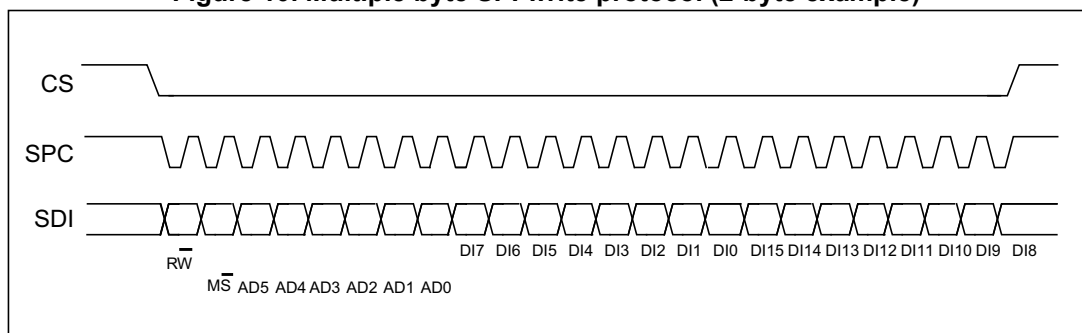 Figure Multiple byte SPI write protocol (2-byte example)
CS
SPC
SDI
DI7 DI6 DI5 DI4 DI3 DI2 DI1 DI0 DI15 DI14 DI13 DI12 DI11 DI10 DI9 DI8
RW̅
MS̅ AD5 AD4 AD3 AD2 AD1 AD0